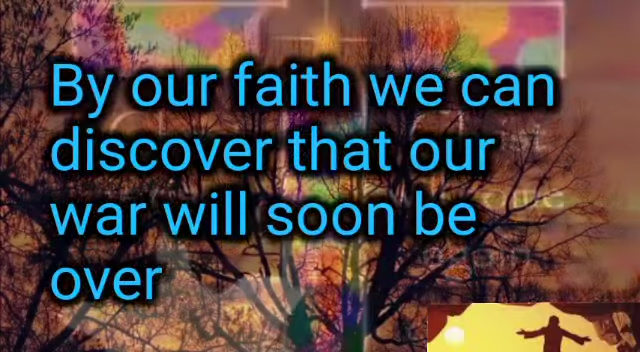 By our faith we can
discover that our
war will soon be
over